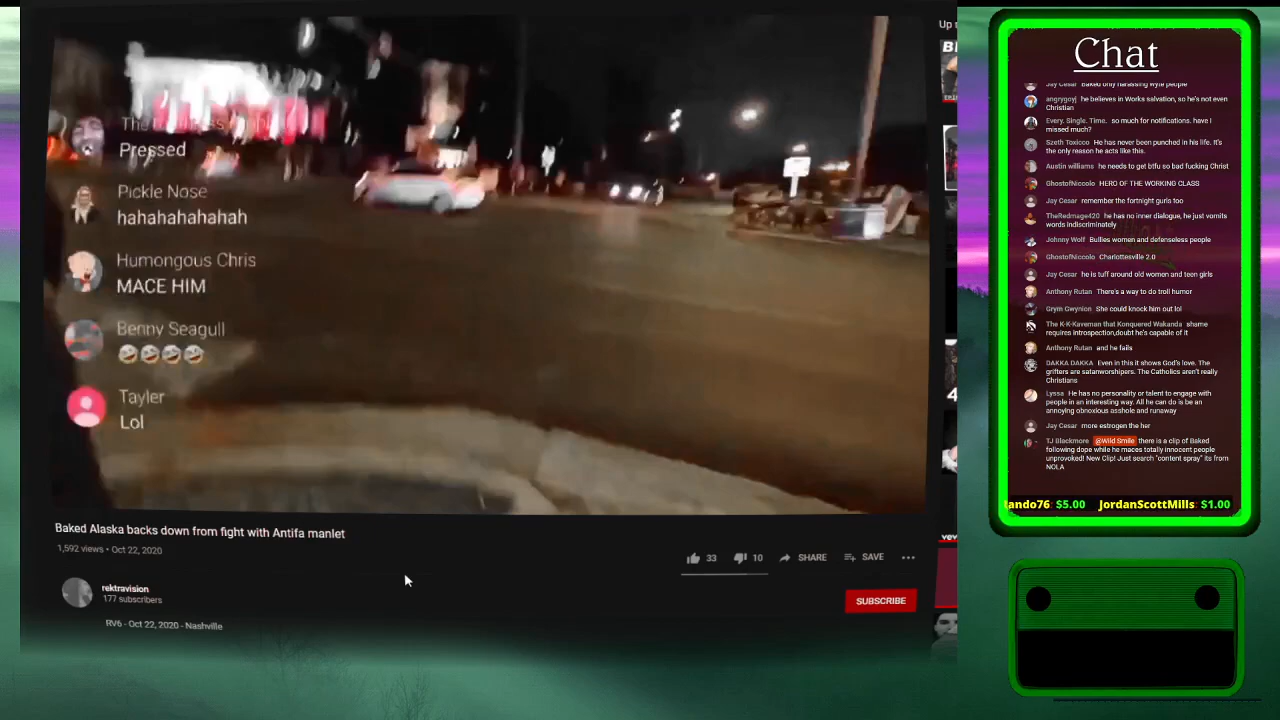 Pressed
Pickle Nose
hahahahahahah
Humongous Chris
MACE HIM
Benny Seagull
Tayler
Lol
Baked Alaska backs down from fight with Antifa manlet
1,592 views • Oct 22, 2020
33
10
SHARE
SAVE
rektravision
177 subscribers
SUBSCRIBE
RV6 - Oct 22, 2020 - Nashville
Up
Chat
Jay Cesar Baked only harassing wyte people
angrygoyj he believes in Works salvation, so he's not even
Christian
Every. Single. Time. so much for notifications. have I
missed much?
Szeth Toxicco He has never been punched in his life. It's
the only reason he acts like this.
Austin williams he needs to get btfu so bad fucking Christ
GhostofNiccolo HERO OF THE WORKING CLASS
Jay Cesar remember the fortnight gurls too
TheRedmage420 he has no inner dialogue, he just vomits
words indiscriminately
Johnny Wolf Bullies women and defenseless people
GhostofNiccolo Charlottesville 2.0
Jay Cesar he is tuff around old women and teen girls
Anthony Rutan There's a way to do troll humor
Grym Gwynion She could knock him out lol
The K-K-Kaveman that Konquered Wakanda shame
requires introspection,doubt he's capable of it
Anthony Rutan and he fails
DAKKA DAKKA Even in this it shows God's love. The
grifters are satanworshipers. The Catholics aren't really
Christians
Lyssa He has no personality or talent to engage with
people in an interesting way. All he can do is be an
annoying obnoxious asshole and runaway
Jay Cesar more estrogen the her
TJ Blackmore @Wild Smile there is a clip of Baked
following dope while he maces totally innocent people
unprovoked! New Clip! Just search "content spray" its from
NOLA
tando76: $5.00 JordanScottMills: $1.00